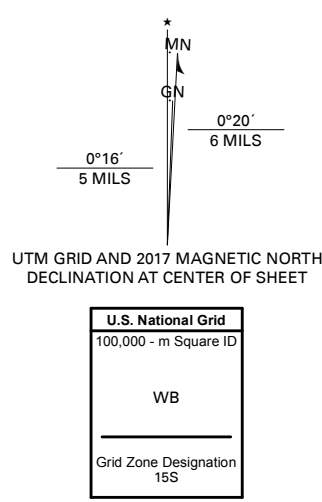 ★
MN
GN
0°20´
6 MILS
0°16´
5 MILS
UTM GRID AND 2017 MAGNETIC NORTH
DECLINATION AT CENTER OF SHEET
U.S. National Grid
100,000 - m Square ID
WB
Grid Zone Designation
15S